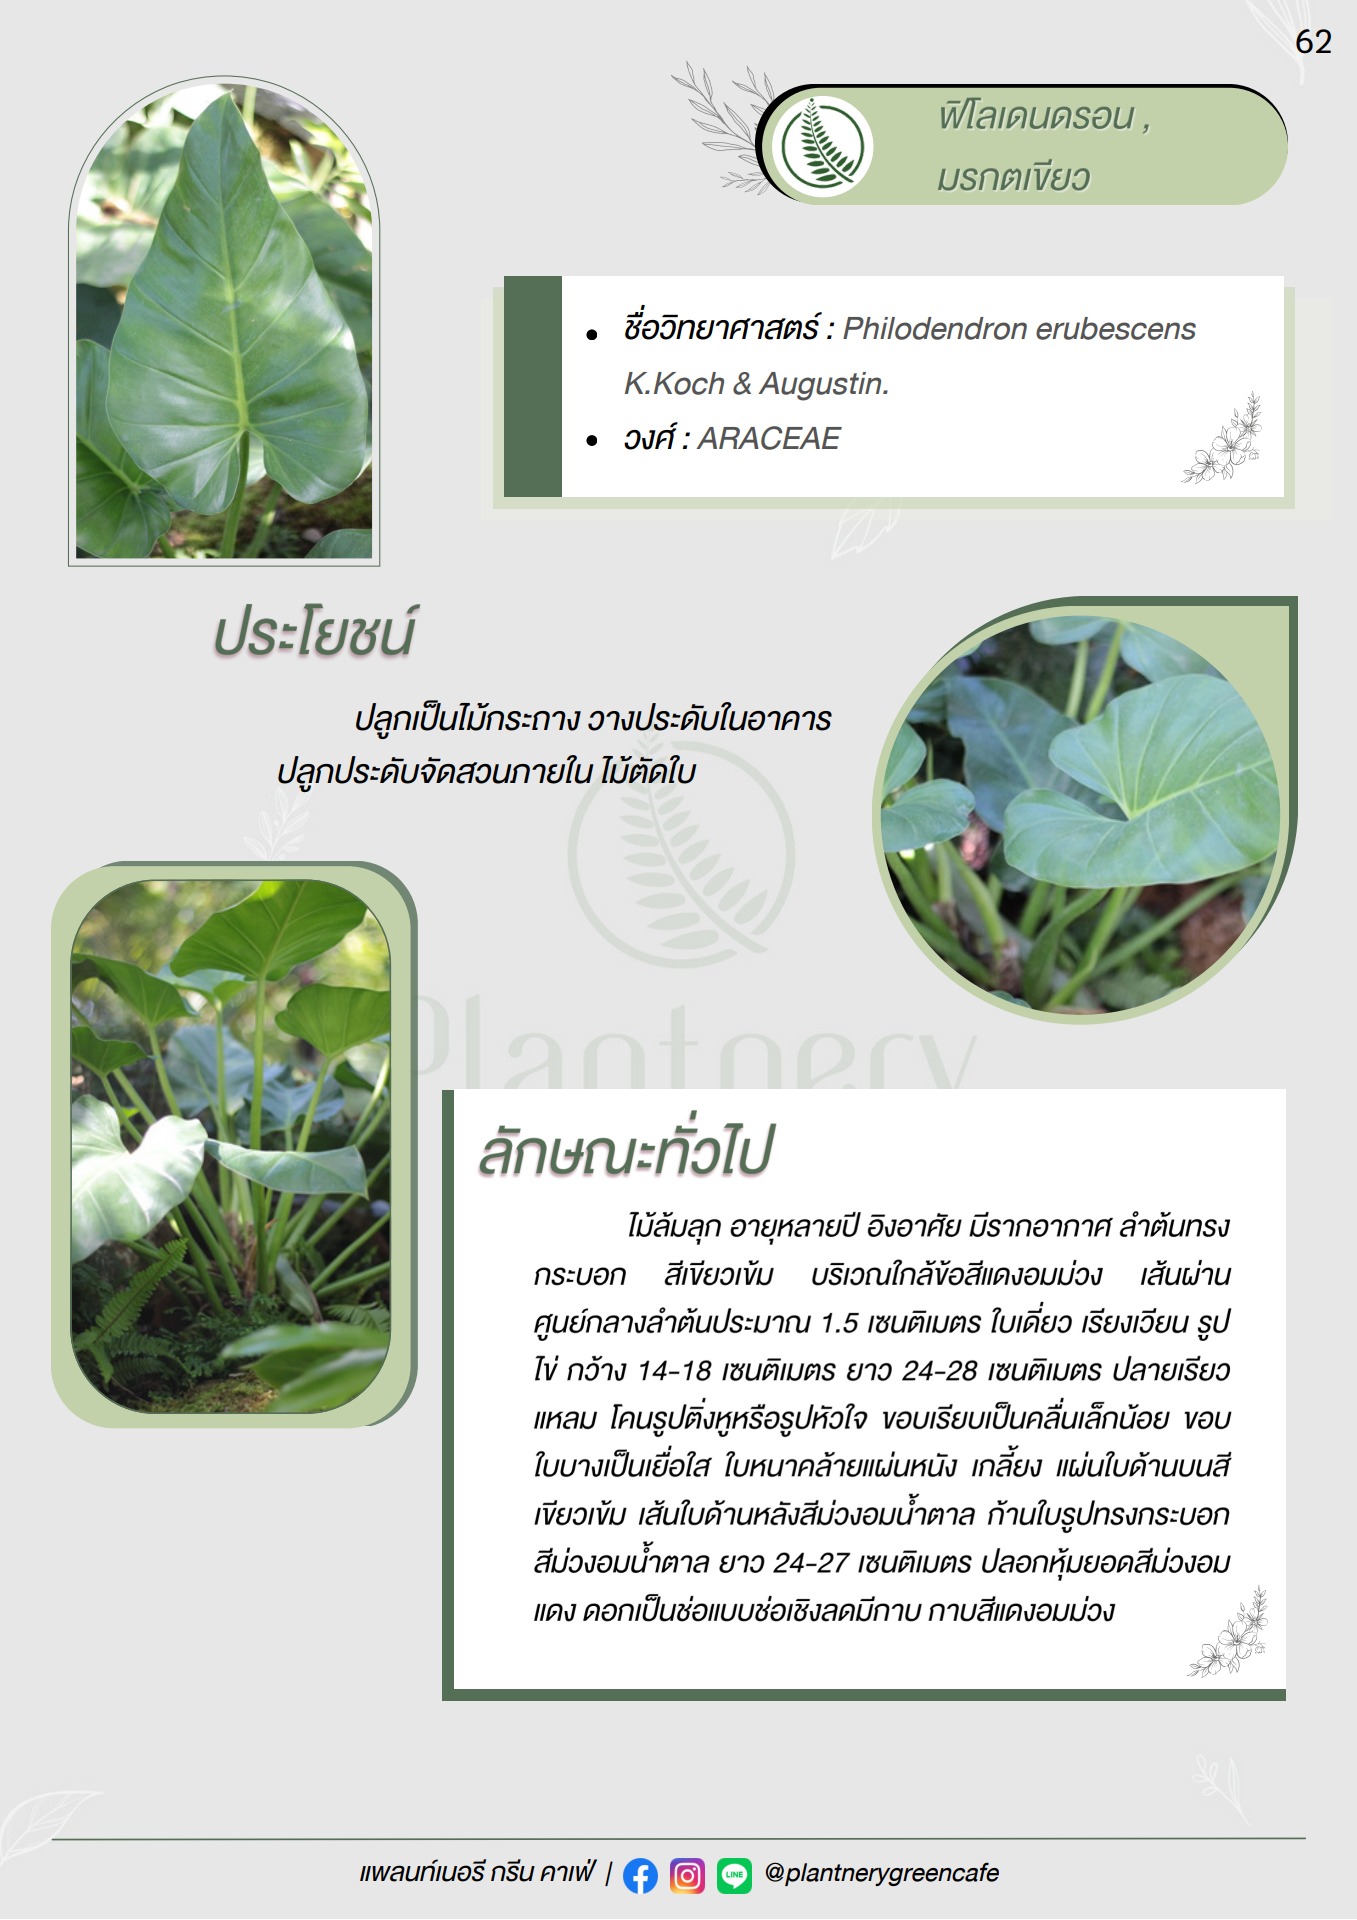 62
ฟิโลเดนดรอน ,
มรกตเขียว
ชื่อวิทยาศาสตร์ : Philodendron erubescens
K.Koch & Augustin.
วงศ์ : ARACEAE
ประโยชน์
ปลูกเป็นไม้กระถาง วางประดับในอาคาร
ปลูกประดับจัดสวนภายใน ไม้ตัดใบ
Plantnery
ลักษณะทั่วไป
ไม้ล้มลุก อายุหลายปี อิงอาศัย มีรากอากาศ ลำต้นทรง
กระบอก สีเขียวเข้ม บริเวณใกล้ข้อสีแดงอมม่วง เส้นผ่าน
ศูนย์กลางลำต้นประมาณ 1.5 เซนติเมตร ใบเดี่ยว เรียงเวียน รูป
ไข่ กว้าง 14-18 เซนติเมตร ยาว 24-28 เซนติเมตร ปลายเรียว
แหลม โคนรูปติ่งหูหรือรูปหัวใจ ขอบเรียบเป็นคลื่นเล็กน้อย ขอบ
ใบบางเป็นเยื่อใส ใบหนาคล้ายแผ่นหนัง เกลี้ยง แผ่นใบด้านบนสี
เขียวเข้ม เส้นใบด้านหลังสีม่วงอมน้ำตาล ก้านใบรูปทรงกระบอก
สีม่วงอมน้ำตาล ยาว 24-27 เซนติเมตร ปลอกหุ้มยอดสีม่วงอม
แดง ดอกเป็นช่อแบบช่อเชิงลดมีกาบ กาบสีแดงอมม่วง
แพลนท์เนอรี กรีน คาเฟ่ | LINE @plantnerygreencafe